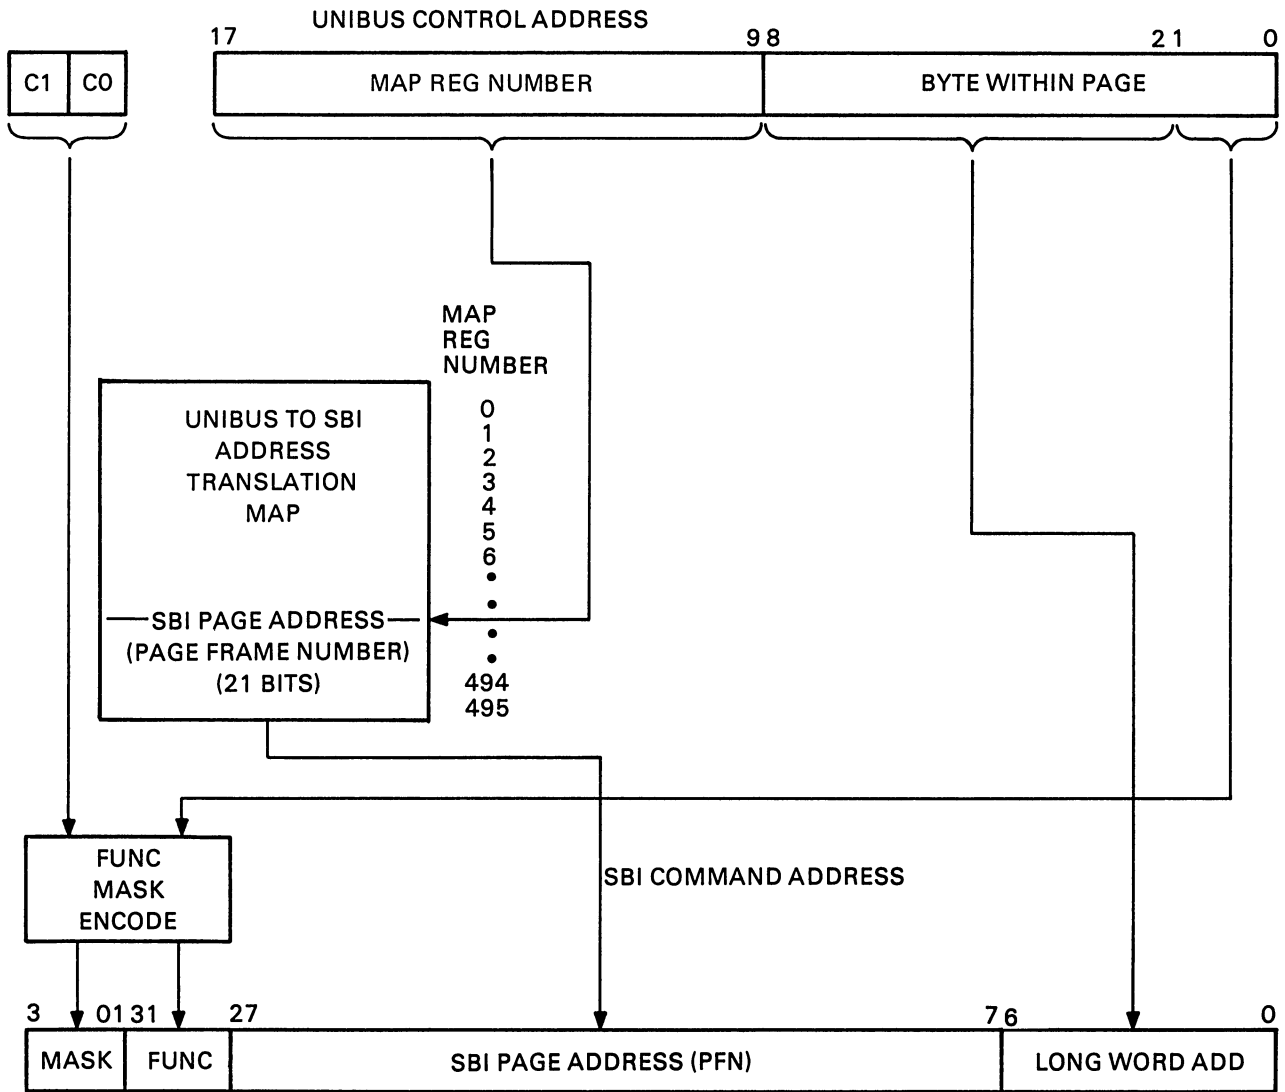 UNIBUS CONTROL ADDRESS
17 9 8 2 1 0
C1 C0 MAP REG NUMBER BYTE WITHIN PAGE
MAP
REG
NUMBER
UNIBUS TO SBI
ADDRESS
TRANSLATION
MAP
0
1
2
3
4
5
6
SBI PAGE ADDRESS
(PAGE FRAME NUMBER)
(21 BITS)
494
495
FUNC
MASK
ENCODE
SBI COMMAND ADDRESS
3 01 31 27 7 6 0
MASK FUNC SBI PAGE ADDRESS (PFN) LONG WORD ADD